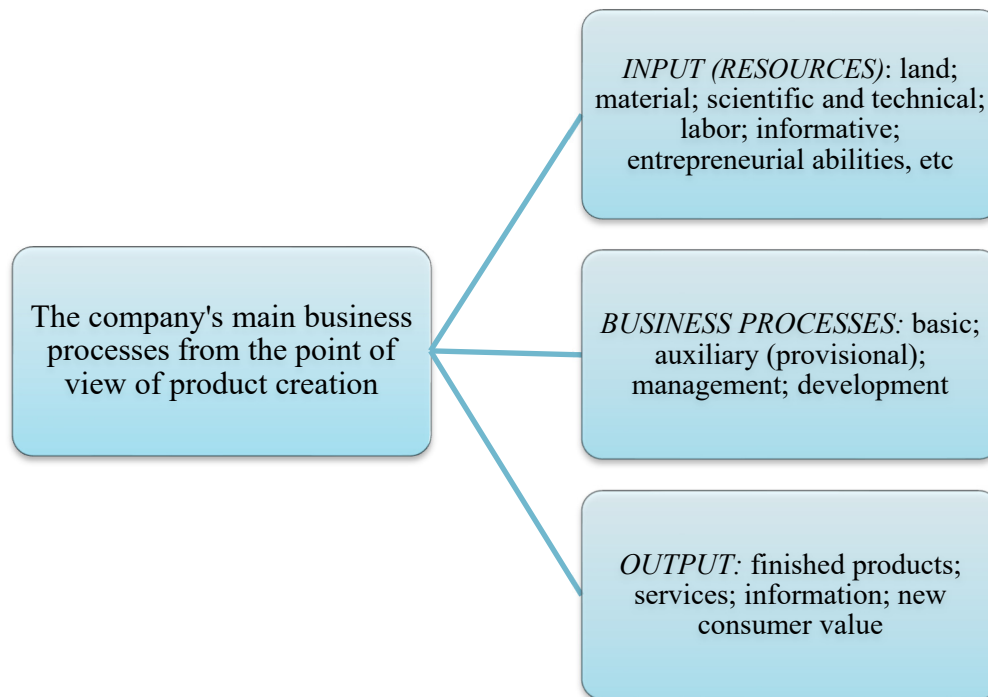 The company's main business
processes from the point of
view of product creation
INPUT (RESOURCES): land;
material; scientific and technical;
labor; informative;
entrepreneurial abilities, etc
BUSINESS PROCESSES: basic;
auxiliary (provisional);
management; development
OUTPUT: finished products;
services; information; new
consumer value